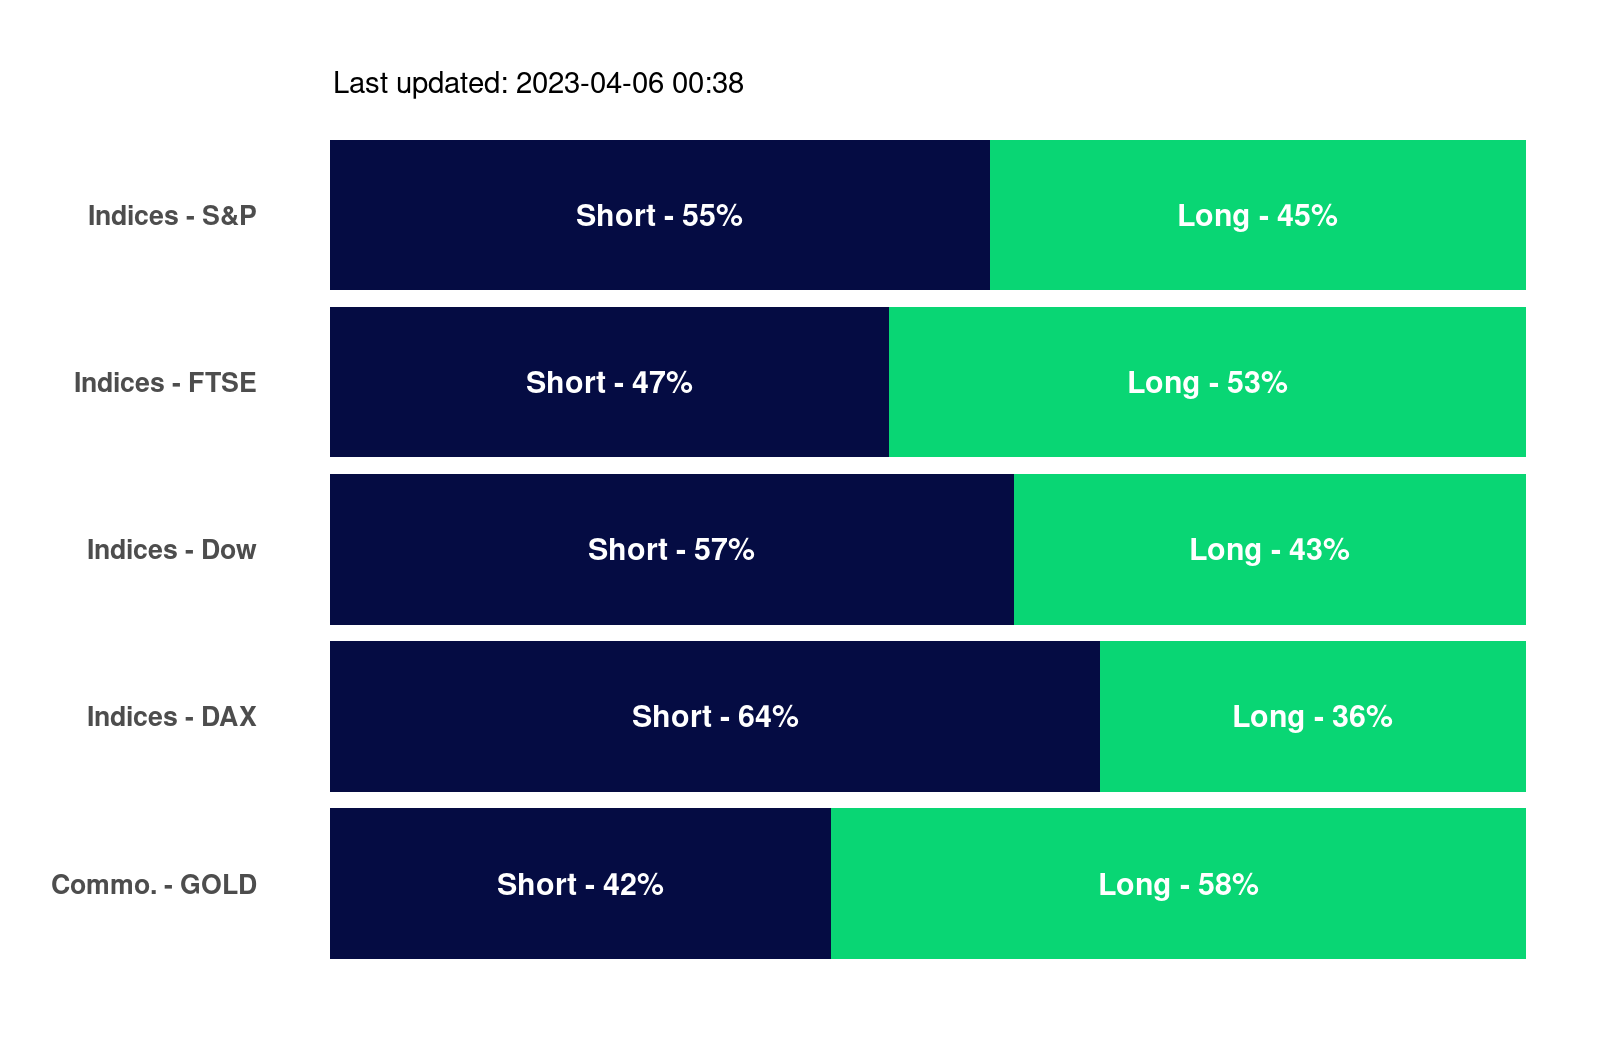 Last updated: 2023-04-06 00:38
Indices - S&P Short - 55% Long - 45%
Indices - FTSE Short - 47% Long - 53%
Indices - Dow Short - 57% Long - 43%
Indices - DAX Short - 64% Long - 36%
Commo. - GOLD Short - 42% Long - 58%